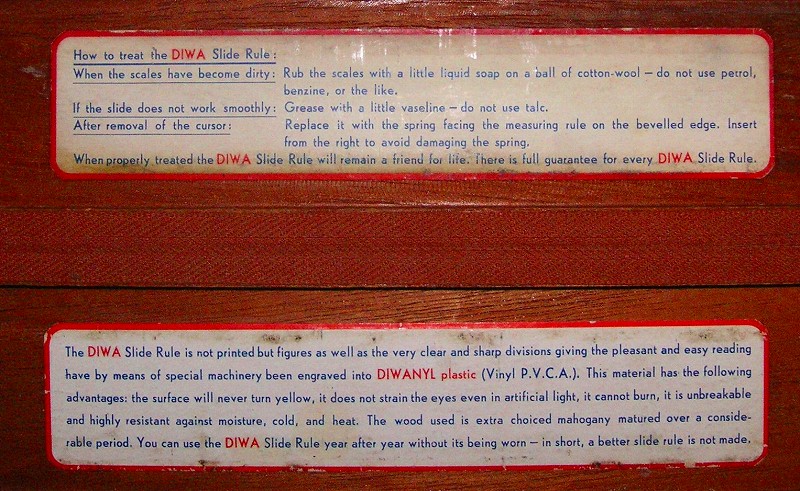 How to treat the DIWA Slide Rule:
When the scales have become dirty: Rub the scales with a little liquid soap on a ball of cotton-wool – do not use petrol,
benzine, or the like.
If the slide does not work smoothly: Grease with a little vaseline – do not use talc.
After removal of the cursor: Replace it with the spring facing the measuring rule on the bevelled edge. Insert
from the right to avoid damaging the spring.
When properly treated the DIWA Slide Rule will remain a friend for life. There is full guarantee for every DIWA Slide Rule.
The DIWA Slide Rule is not printed but figures as well as the very clear and sharp divisions giving the pleasant and easy reading
have by means of special machinery been engraved into DIWANYL plastic (Vinyl P.V.C.A.). This material has the following
advantages: the surface will never turn yellow, it does not strain the eyes even in artificial light, it cannot burn, it is unbreakable
and highly resistant against moisture, cold, and heat. The wood used is extra choiced mahogany matured over a conside-
rable period. You can use the DIWA Slide Rule year after year without its being worn – in short, a better slide rule is not made.